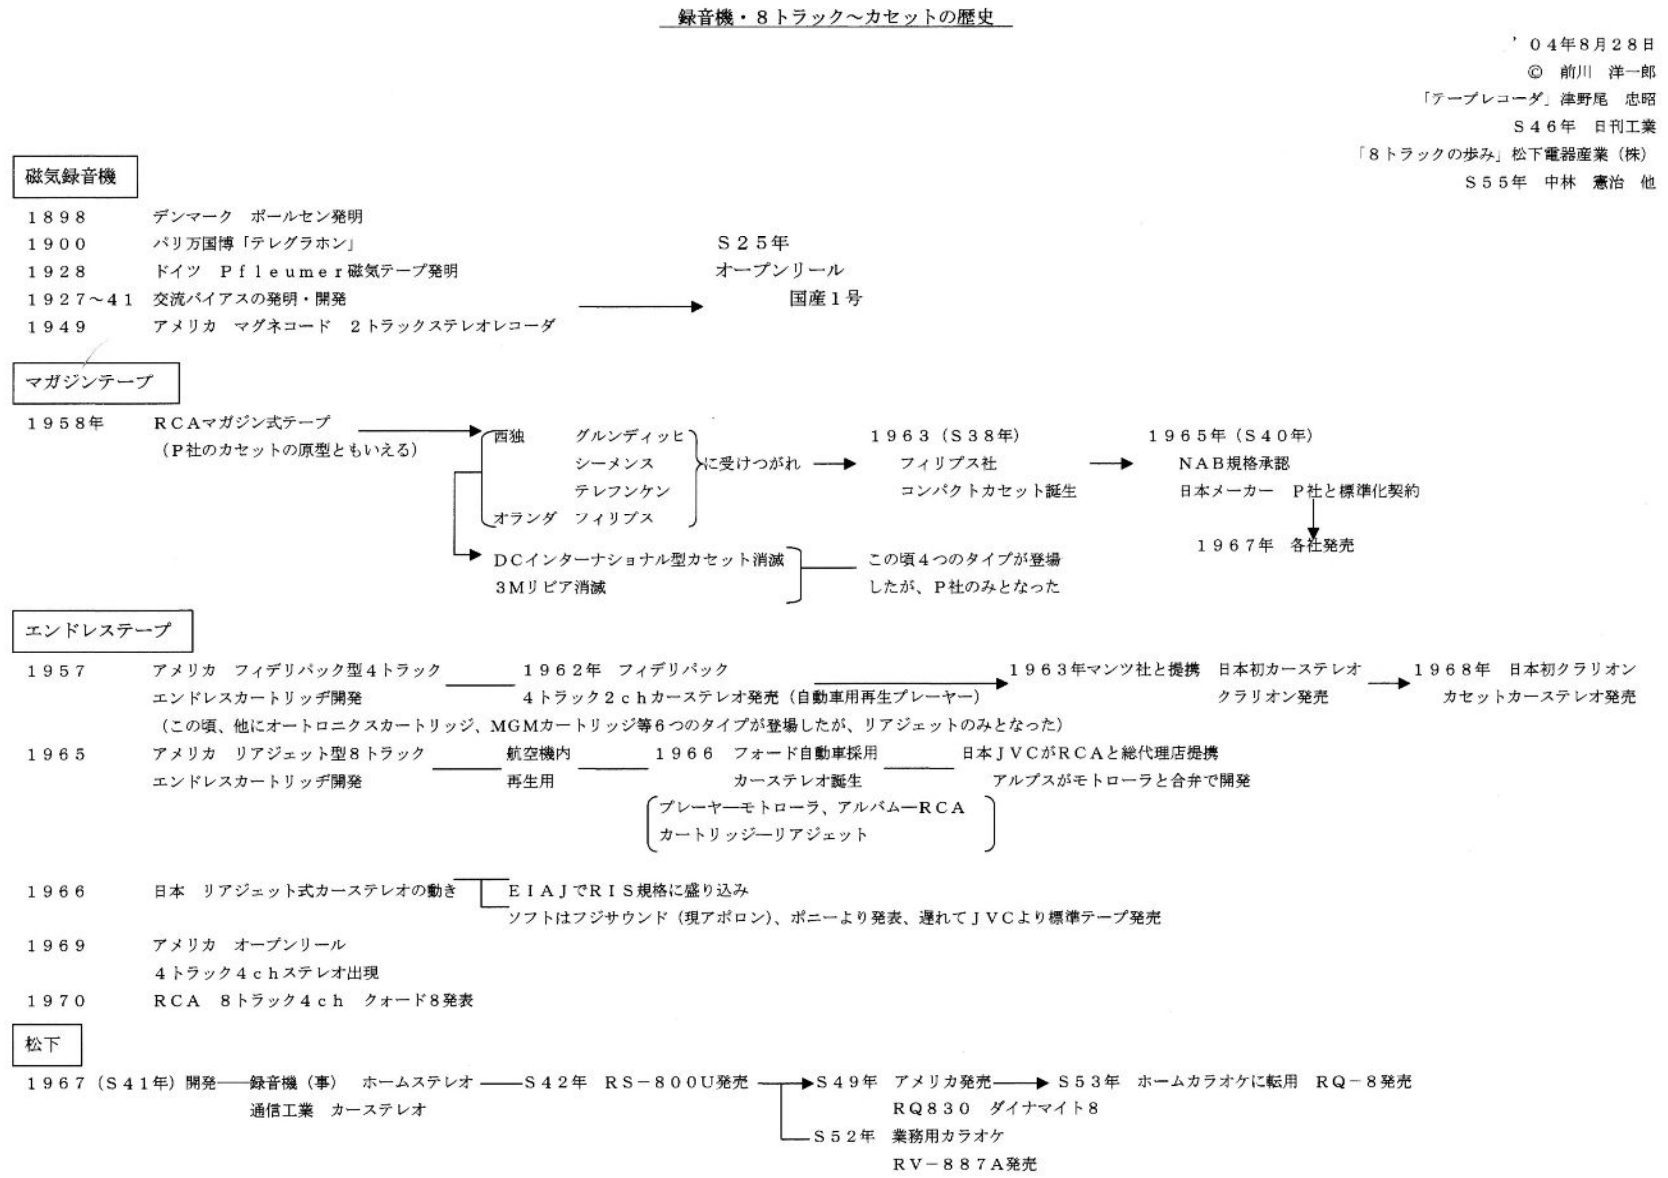 録音機・８トラック～カセットの歴史
’０４年８月２８日
© 前川 洋一郎
「テープレコーダ」津野尾 忠昭
Ｓ４６年 日刊工業
「８トラックの歩み」松下電器産業（株）
Ｓ５５年 中林 憲治 他
磁気録音機
１８９８ デンマーク ポールセン発明
１９００ パリ万国博「テレグラホン」
１９２８ ドイツ Ｐｆｌｅｕｍｅｒ磁気テープ発明
１９２７～４１ 交流バイアスの発明・開発
１９４９ アメリカ マグネコード ２トラックステレオレコーダ
Ｓ２５年
オープンリール
国産１号
マガジンテープ
１９５８年 ＲＣＡマガジン式テープ
（Ｐ社のカセットの原型ともいえる）
西独 グルンディッヒ
シーメンス
テレフンケン
オランダ フィリプス
に受けつがれ
１９６３（Ｓ３８年）
フィリプス社
コンパクトカセット誕生
１９６５年（Ｓ４０年）
ＮＡＢ規格承認
日本メーカー Ｐ社と標準化契約
１９６７年 各社発売
ＤＣインターナショナル型カセット消滅
３Ｍリビア消滅
この頃４つのタイプが登場
したが、Ｐ社のみとなった
エンドレステープ
１９５７ アメリカ フィデリパック型４トラック
エンドレスカートリッヂ開発
１９６２年 フィデリパック
４トラック２ｃｈカーステレオ発売（自動車用再生プレーヤー）
１９６３年マンツ社と提携 日本初カーステレオ
クラリオン発売
１９６８年 日本初クラリオン
カセットカーステレオ発売
（この頃、他にオートロニクスカートリッジ、ＭＧＭカートリッジ等６つのタイプが登場したが、リアジェットのみとなった）
１９６５ アメリカ リアジェット型８トラック
エンドレスカートリッヂ開発
航空機内
再生用
１９６６ フォード自動車採用
カーステレオ誕生
日本ＪＶＣがＲＣＡと総代理店提携
アルプスがモトローラと合弁で開発
プレーヤーモトローラ、アルバムーＲＣＡ
カートリッジーリアジェット
１９６６ 日本 リアジェット式カーステレオの動き
ＥＩＡＪでＲＩＳ規格に盛り込み
ソフトはフジサウンド（現アポロン）、ポニーより発表、遅れてＪＶＣより標準テープ発売
１９６９ アメリカ オープンリール
４トラック４ｃｈステレオ出現
１９７０ ＲＣＡ ８トラック４ｃｈ クォード８発表
松下
１９６７（Ｓ４１年）開発――録音機（事） ホームステレオ――Ｓ４２年 ＲＳ－８００Ｕ発売
通信工業 カーステレオ
Ｓ４９年 アメリカ発売
ＲＱ８３０ ダイナマイト８
Ｓ５３年 ホームカラオケに転用 ＲＱ－８発売
Ｓ５２年 業務用カラオケ
ＲＶ－８８７Ａ発売